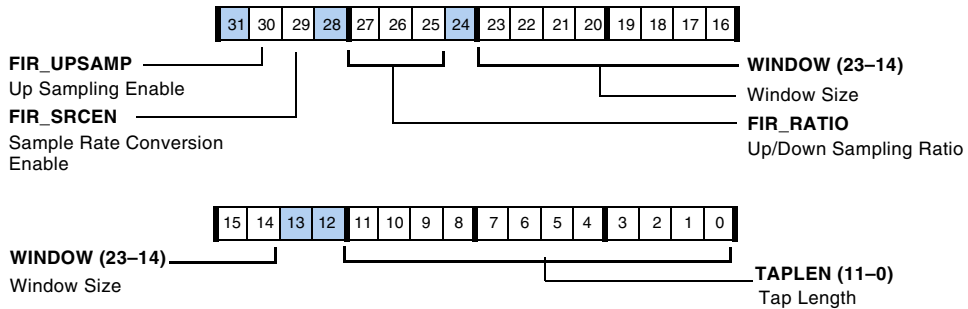 31 30 29 28 27 26 25 24 23 22 21 20 19 18 17 16
FIR_UPSAMP
Up Sampling Enable
FIR_SRCEN
Sample Rate Conversion
Enable
WINDOW (23–14)
Window Size
FIR_RATIO
Up/Down Sampling Ratio
15 14 13 12 11 10 9 8 7 6 5 4 3 2 1 0
WINDOW (23–14)
Window Size
TAPLEN (11–0)
Tap Length